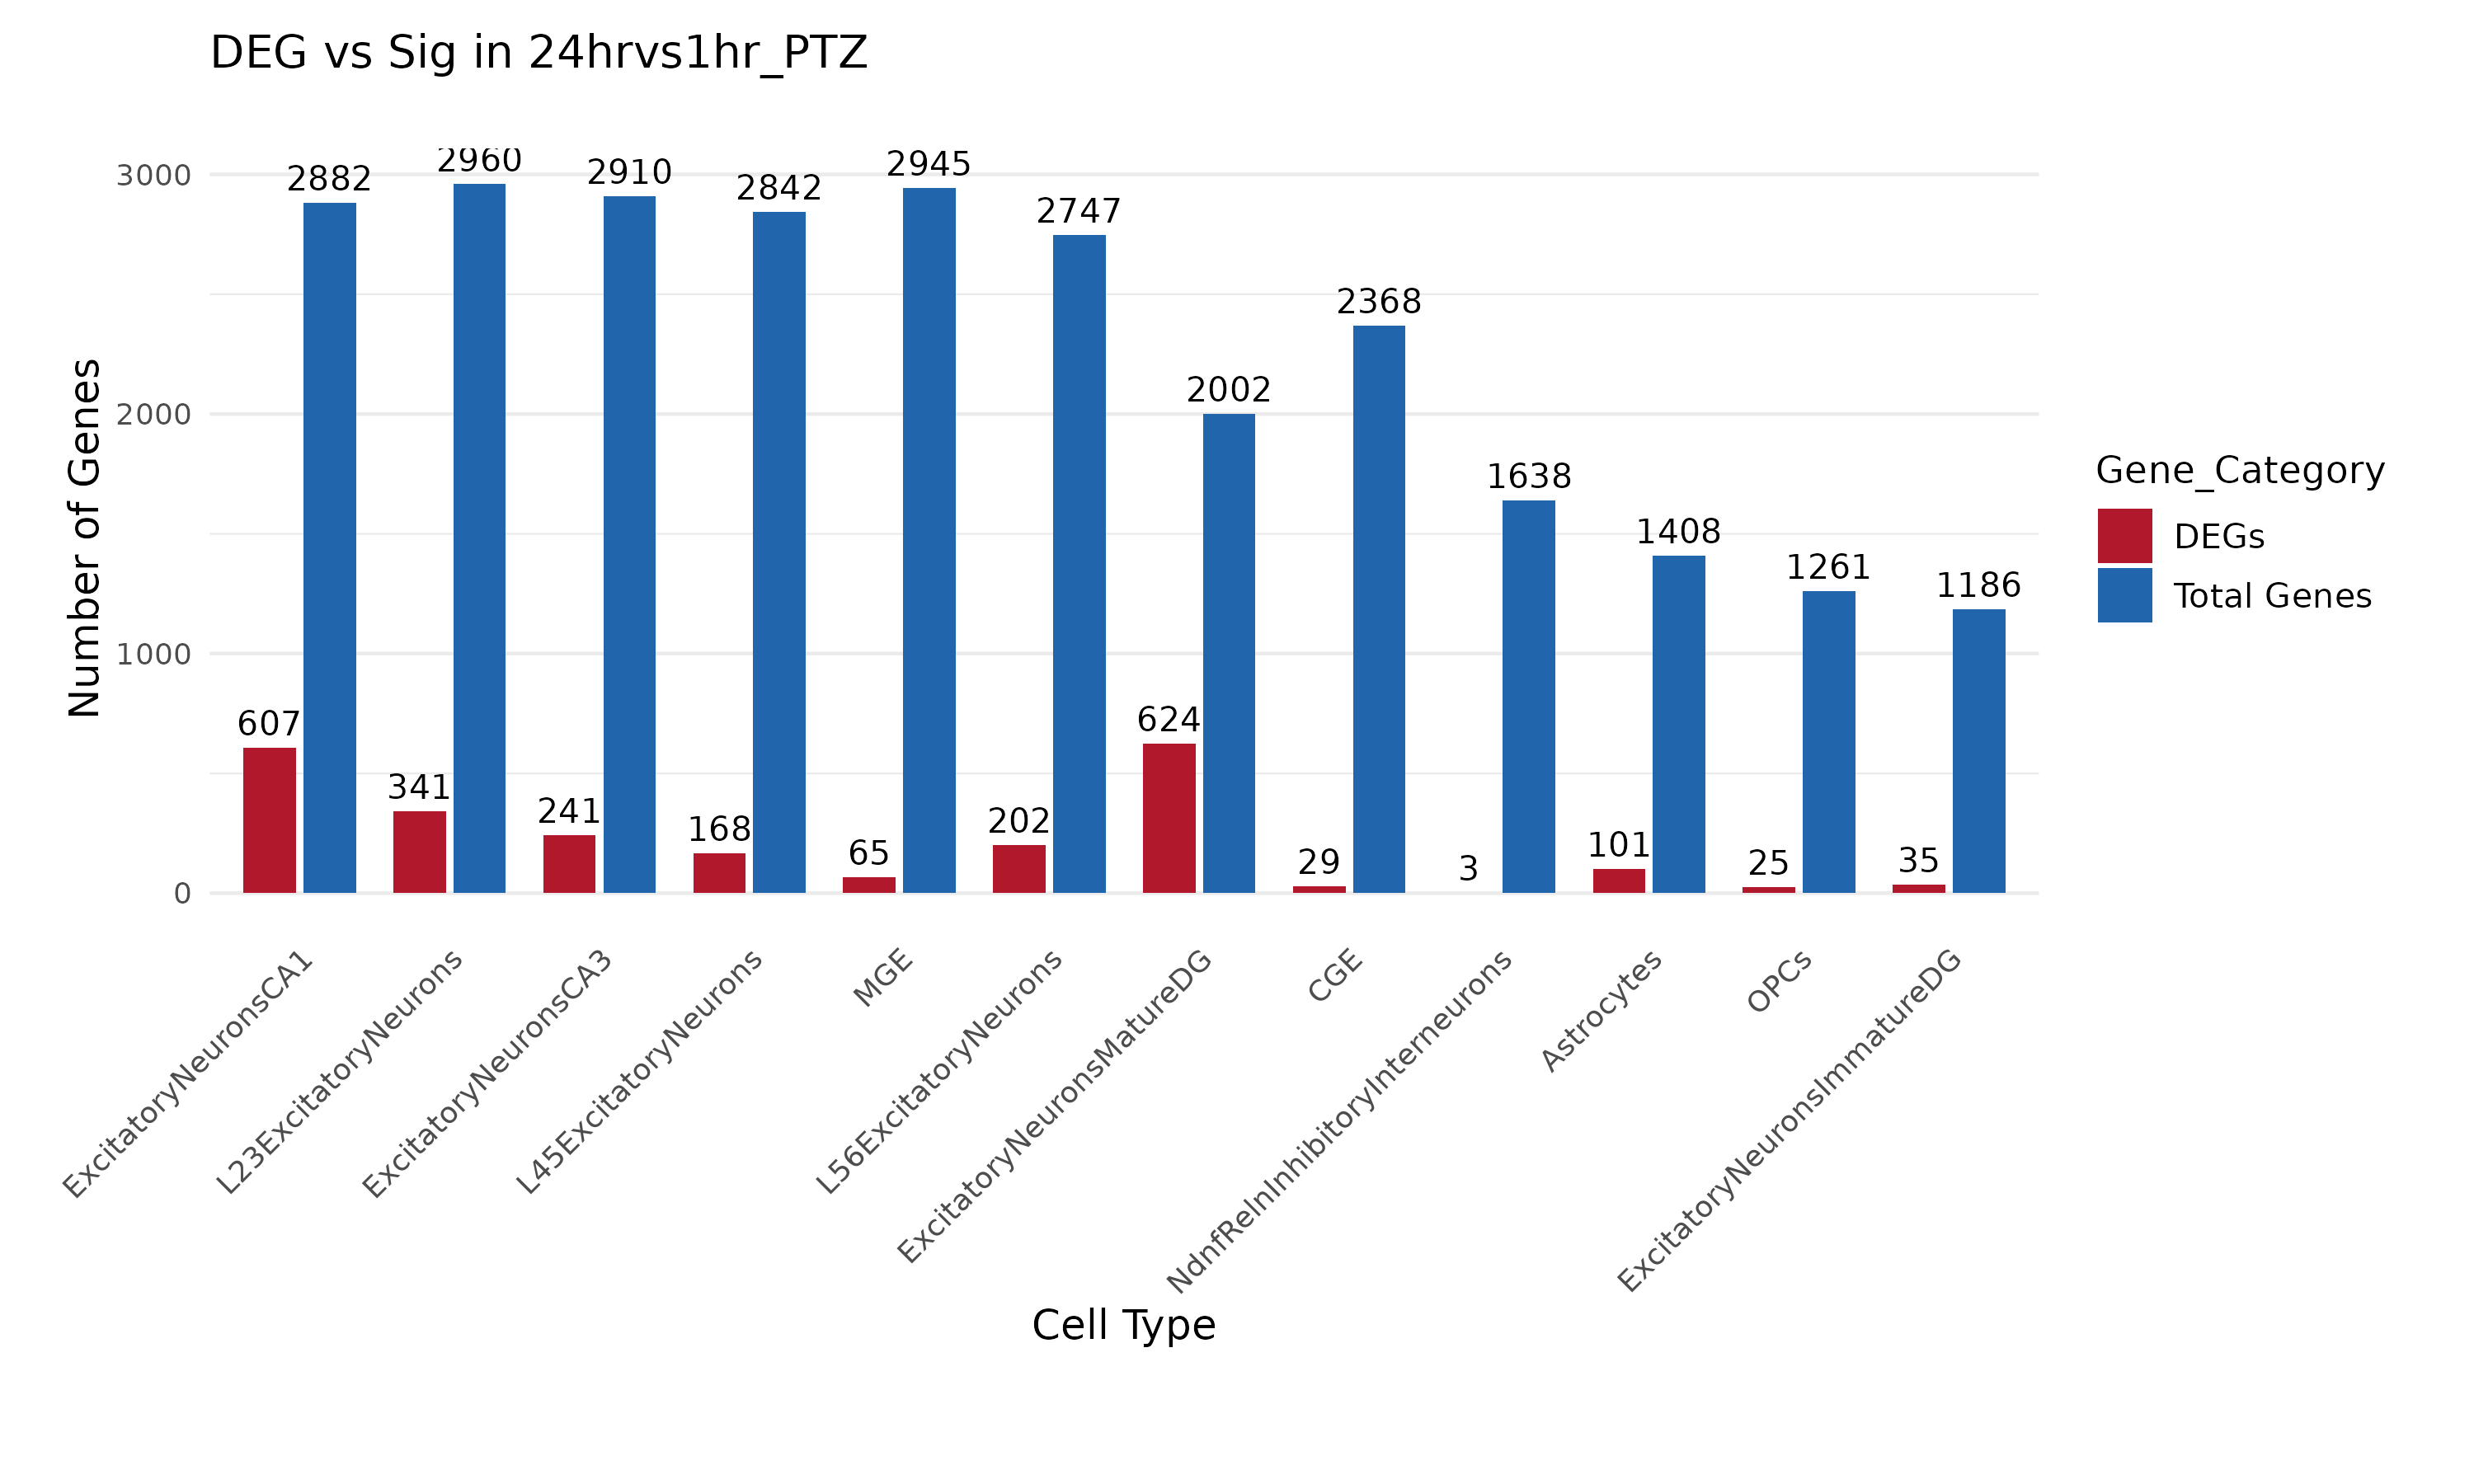 DEG vs Sig in 24hrvs1hr_PTZ
Number of Genes
3000
2000
1000
0
607
2882
341
2960
241
2910
168
2842
65
2945
202
2747
624
2002
29
2368
3
1638
101
1408
25
1261
35
1186
ExcitatoryNeuronsCA1
L23ExcitatoryNeurons
ExcitatoryNeuronsCA3
L45ExcitatoryNeurons
MGE
L56ExcitatoryNeurons
ExcitatoryNeuronsMatureDG
CGE
NdnfRelnInhibitoryInterneurons
Astrocytes
OPCs
ExcitatoryNeuronsImmatureDG
Cell Type
Gene_Category
DEGs
Total Genes